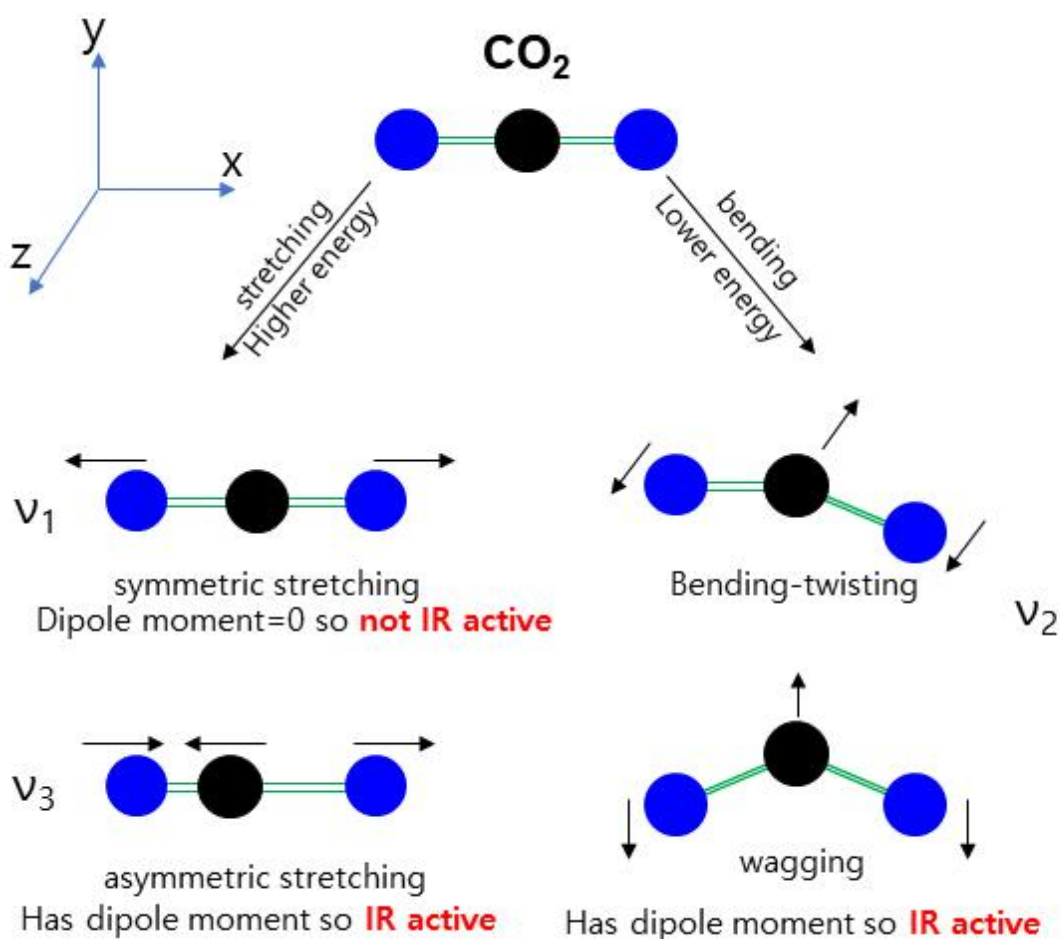 y
CO₂
x
z
stretching
Higher energy
bending
Lower energy
ν₁
symmetric stretching
Dipole moment=0 so not IR active
Bending-twisting
ν₂
ν₃
asymmetric stretching
Has dipole moment so IR active
wagging
Has dipole moment so IR active